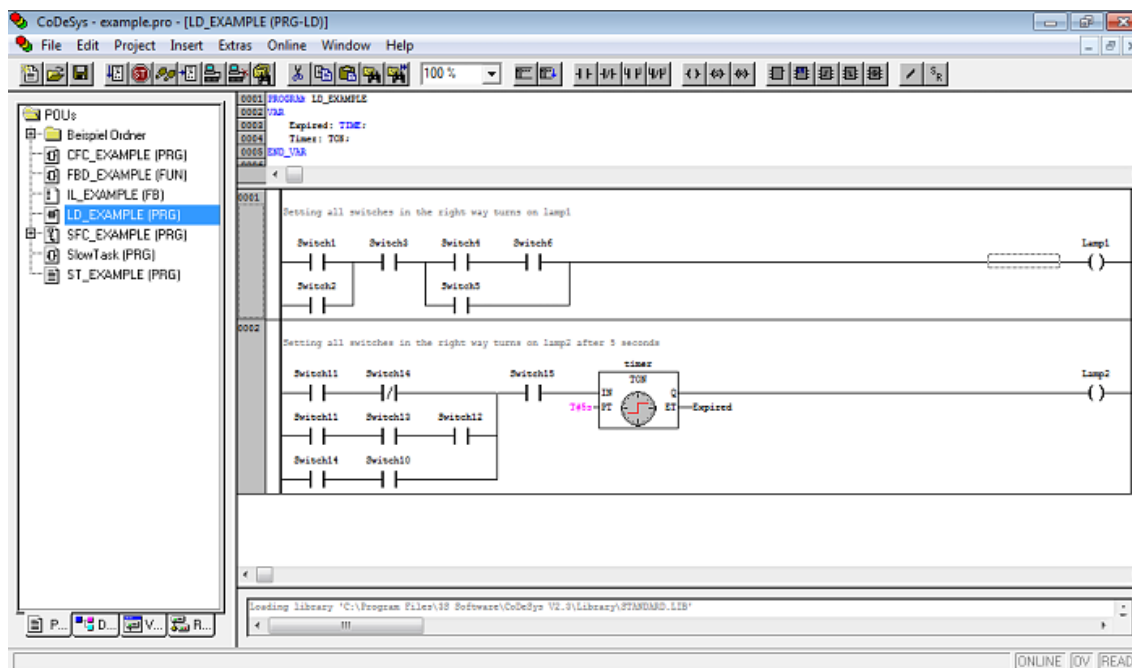 CoDeSys - example.pro - [LD_EXAMPLE (PRG-LD)]
File Edit Project Insert Extras Online Window Help
100 %
POUs
Beispiel Ordner
CFC_EXAMPLE (PRG)
FBD_EXAMPLE (FUN)
IL_EXAMPLE (FB)
LD_EXAMPLE (PRG)
SFC_EXAMPLE (PRG)
SlowTask (PRG)
ST_EXAMPLE (PRG)
P... D... V... R...
0001 PROGRAM LD_EXAMPLE
0002 VAR
0003 Expired: TIME;
0004 Timer: TON;
0005 END_VAR
0001
Setting all switches in the right way turns on lamp1
Switch1 Switch3 Switch4 Switch6 Lamp1
Switch2 Switch5
0002
Setting all switches in the right way turns on lamp2 after 5 seconds
timer
Switch11 Switch14 Switch15 TON Lamp2
IN Q
T#5s PT ET Expired
Switch11 Switch13 Switch12
Switch14 Switch10
Loading library 'C:\Program Files\3S Software\CoDeSys V2.3\Library\STANDARD.LIB'
ONLINE OV READ